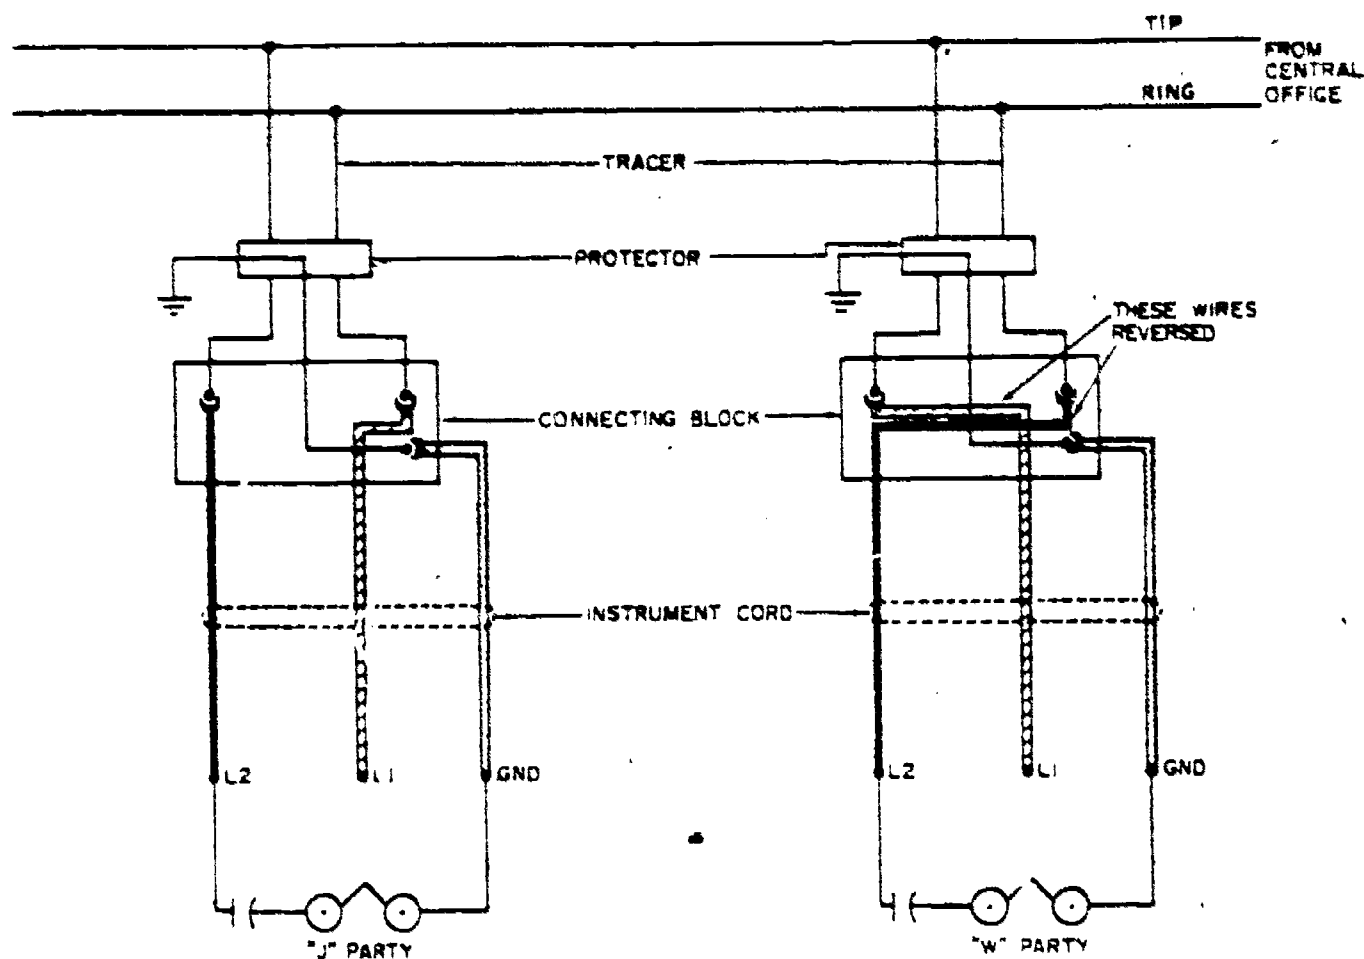 TIP
FROM
CENTRAL
OFFICE
RING
TRACER
PROTECTOR
THESE WIRES
REVERSED
CONNECTING BLOCK
INSTRUMENT CORD
L2
L1
GND
L2
L1
GND
"J" PARTY
"W" PARTY